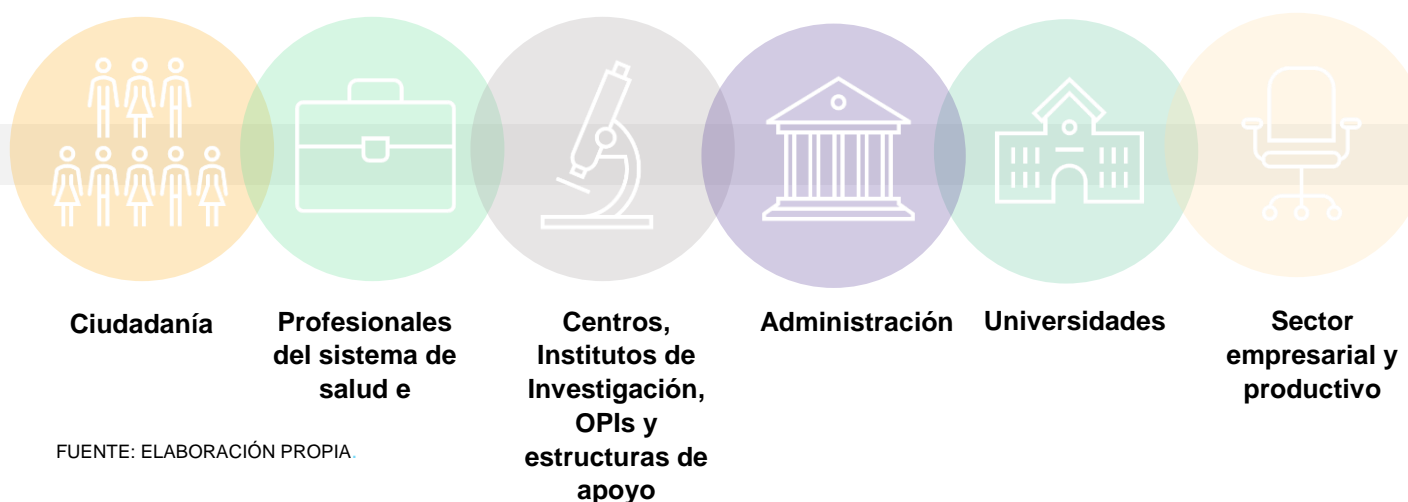 Ciudadanía
Profesionales
del sistema de
salud e
Centros,
Institutos de
Investigación,
OPIs y
estructuras de
apoyo
Administración
Universidades
Sector
empresarial y
productivo
FUENTE: ELABORACIÓN PROPIA.